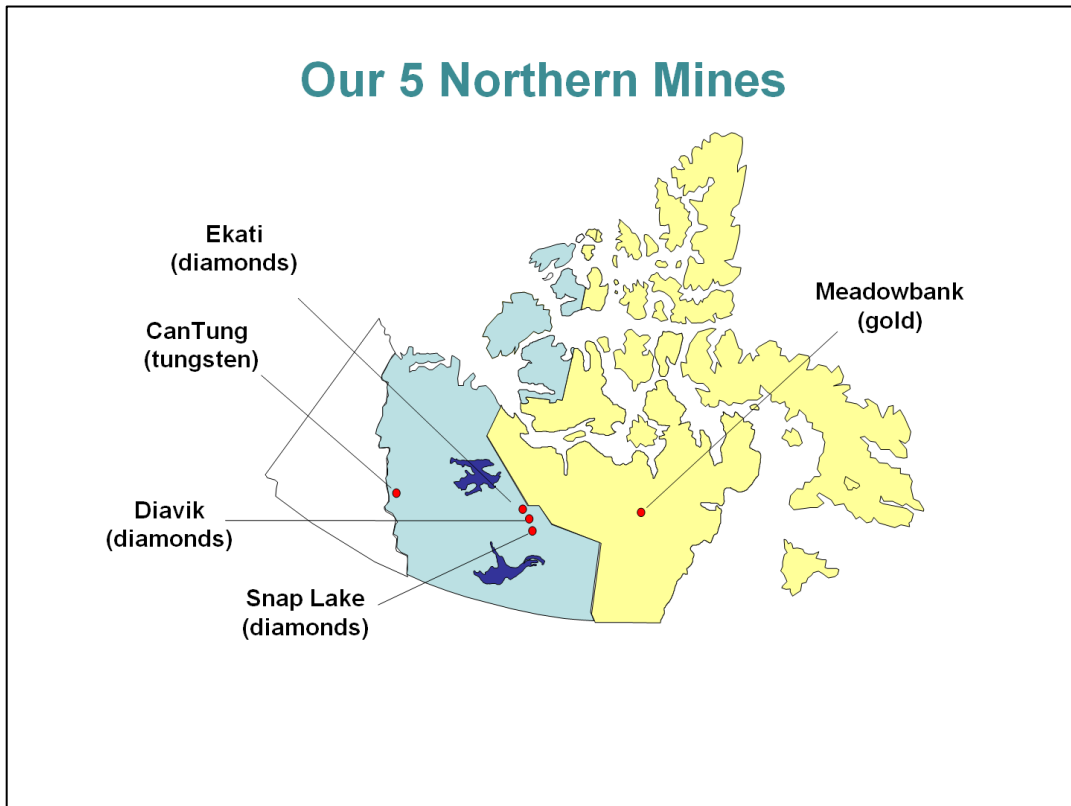 Our 5 Northern Mines
Ekati
(diamonds)
CanTung
(tungsten)
Meadowbank
(gold)
Diavik
(diamonds)
Snap Lake
(diamonds)